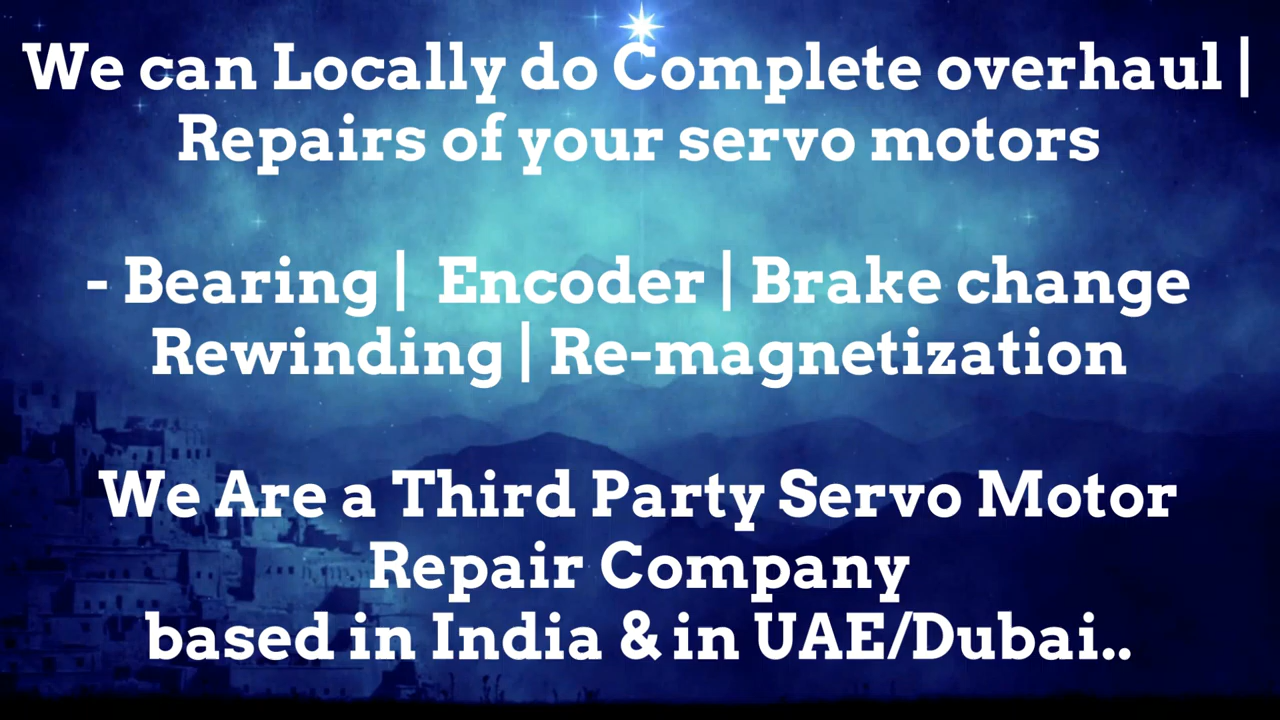 We can Locally do Complete overhaul |
Repairs of your servo motors
- Bearing | Encoder | Brake change
Rewinding | Re-magnetization
We Are a Third Party Servo Motor
Repair Company
based in India & in UAE/Dubai..